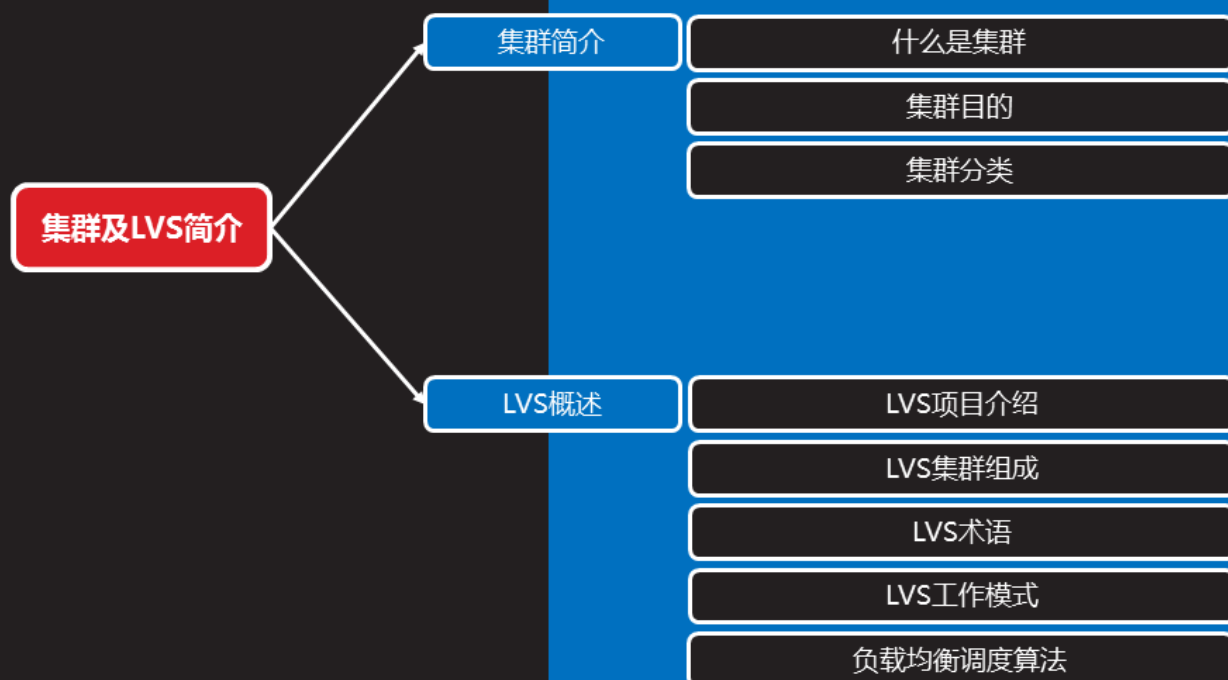 集群及LVS简介
集群简介
什么是集群
集群目的
集群分类
LVS概述
LVS项目介绍
LVS集群组成
LVS术语
LVS工作模式
负载均衡调度算法